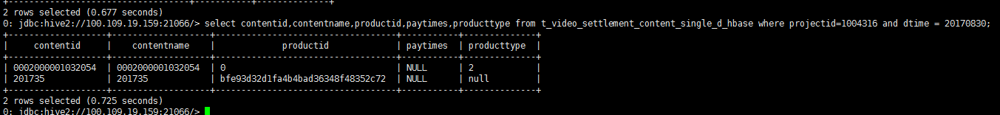 +------------------------------------+-----------+--------------+
2 rows selected (0.677 seconds)
0: jdbc:hive2://100.109.19.159:21066/> select contentid,contentname,productid,paytimes,producttype from t_video_settlement_content_single_d_hbase where projectid=1004316 and dtime = 20170830;
+-------------------+-------------------+-----------------------------------+-----------+--------------+
| contentid | contentname | productid | paytimes | producttype |
+-------------------+-------------------+-----------------------------------+-----------+--------------+
| 0002000001032054 | 0002000001032054 | 0 | NULL | 2 |
| 201735 | 201735 | bfe93d32d1fa4b4bad36348f48352c72 | NULL | null |
+-------------------+-------------------+-----------------------------------+-----------+--------------+
2 rows selected (0.725 seconds)
0: jdbc:hive2://100.109.19.159:21066/>